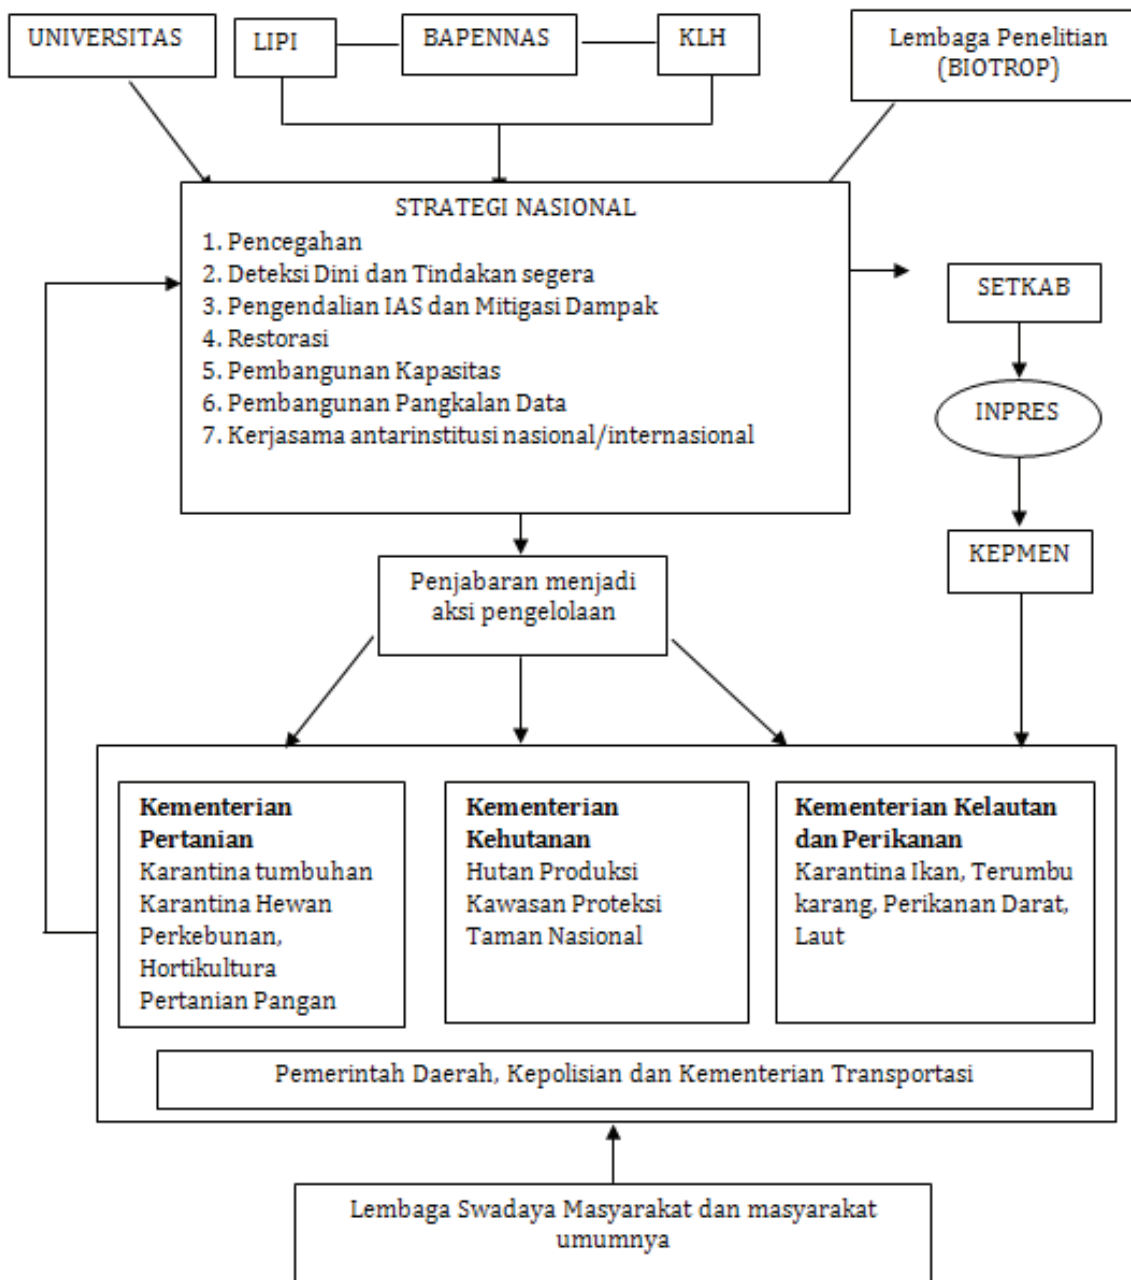 UNIVERSITAS
LIPI
BAPENNAS
KLH
Lembaga Penelitian
(BIOTROP)
STRATEGI NASIONAL
1. Pencegahan
2. Deteksi Dini dan Tindakan segera
3. Pengendalian IAS dan Mitigasi Dampak
4. Restorasi
5. Pembangunan Kapasitas
6. Pembangunan Pangkalan Data
7. Kerjasama antarinstitusi nasional/internasional
SETKAB
INPRES
KEPMEN
Penjabaran menjadi
aksi pengelolaan
Kementerian
Pertanian
Karantina tumbuhan
Karantina Hewan
Perkebunan,
Hortikultura
Pertanian Pangan
Kementerian
Kehutanan
Hutan Produksi
Kawasan Proteksi
Taman Nasional
Kementerian Kelautan
dan Perikanan
Karantina Ikan, Terumbu
karang, Perikanan Darat,
Laut
Pemerintah Daerah, Kepolisian dan Kementerian Transportasi
Lembaga Swadaya Masyarakat dan masyarakat
umumnya